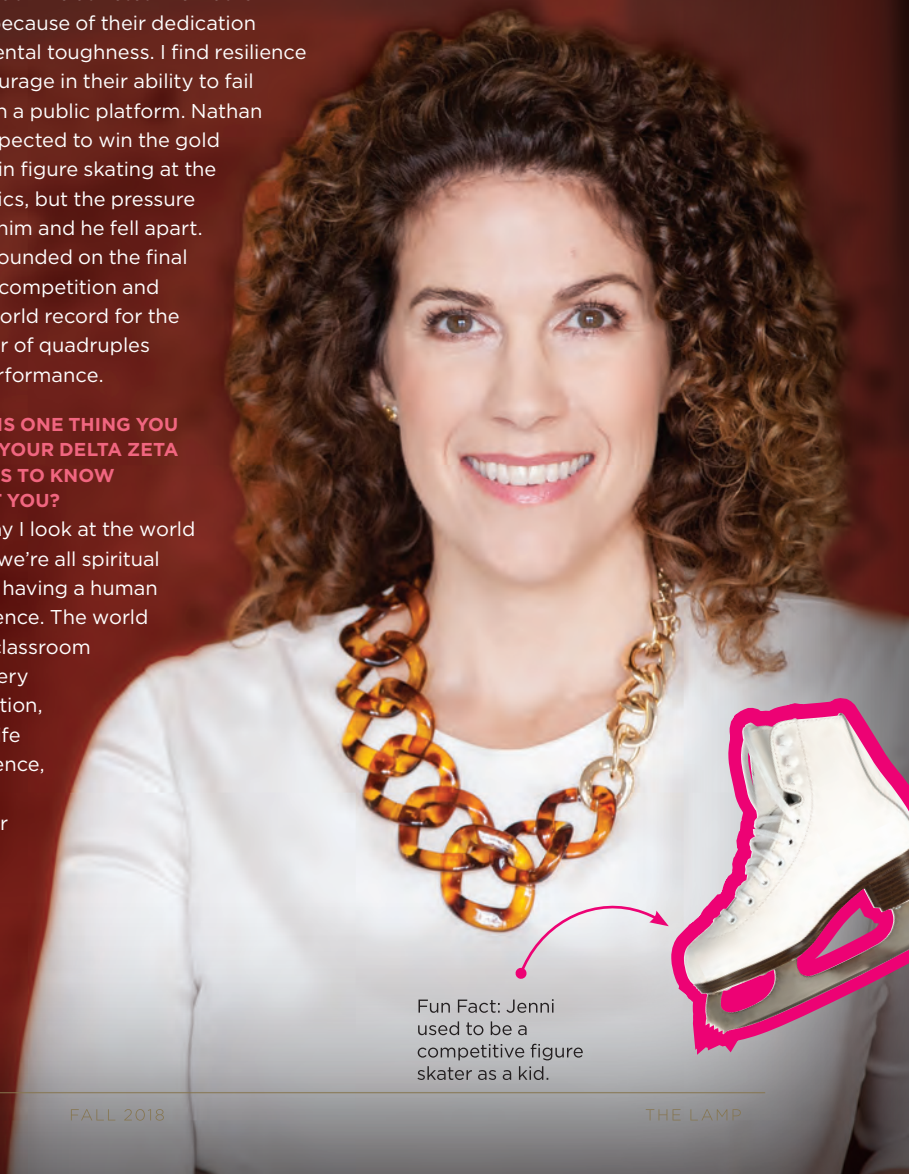 because of their dedication
ental toughness. I find resilience
urage in their ability to fail
n a public platform. Nathan
pected to win the gold
in figure skating at the
ics, but the pressure
him and he fell apart.
ounded on the final
competition and
orld record for the
r of quadruples
rformance.
IS ONE THING YOU
YOUR DELTA ZETA
S TO KNOW
T YOU?
ay I look at the world
we're all spiritual
having a human
ence. The world
classroom
ery
tion,
ife
ence,
r
Fun Fact: Jenni
used to be a
competitive figure
skater as a kid.
FALL 2018
THE LAMP